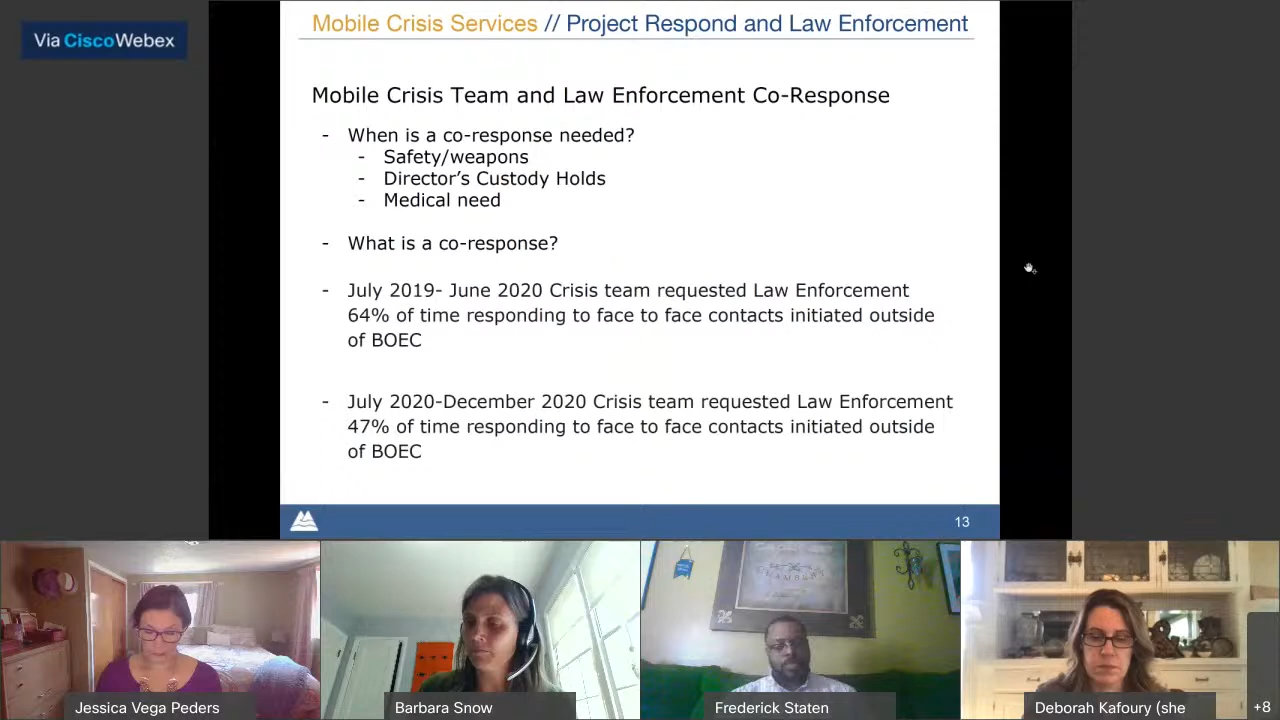 Via Cisco Webex
Mobile Crisis Services // Project Respond and Law Enforcement
Mobile Crisis Team and Law Enforcement Co-Response
- When is a co-response needed?
- Safety/weapons
- Director's Custody Holds
- Medical need
- What is a co-response?
- July 2019- June 2020 Crisis team requested Law Enforcement
64% of time responding to face to face contacts initiated outside
of BOEC
- July 2020-December 2020 Crisis team requested Law Enforcement
47% of time responding to face to face contacts initiated outside
of BOEC
13
Jessica Vega Peders
Barbara Snow
Frederick Staten
Deborah Kafoury (she
+8